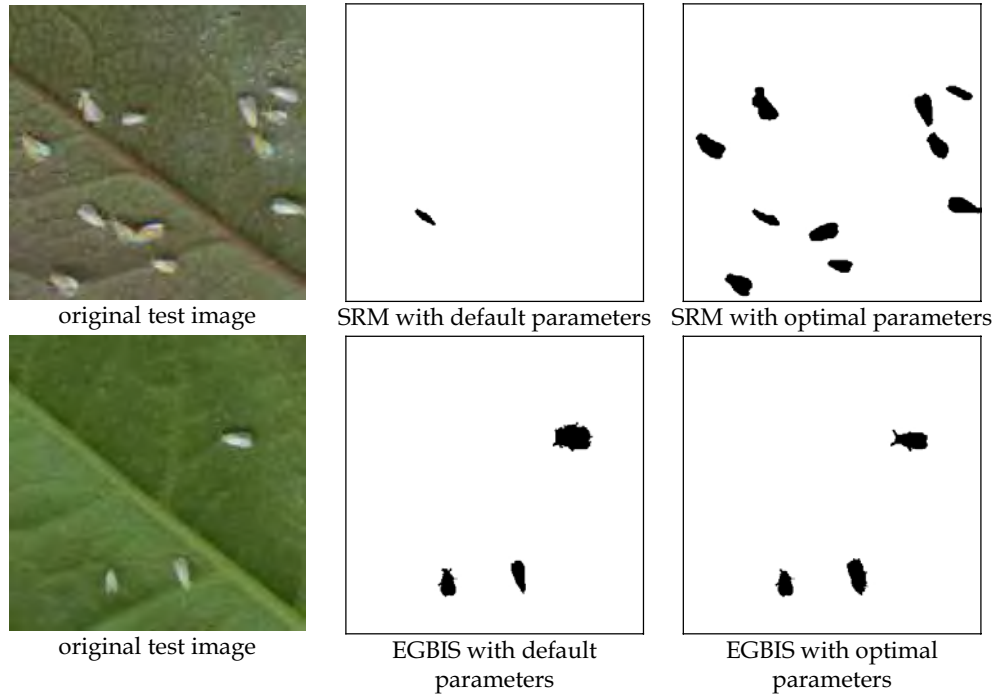 original test image
SRM with default parameters
SRM with optimal parameters
original test image
EGBIS with default
parameters
EGBIS with optimal
parameters